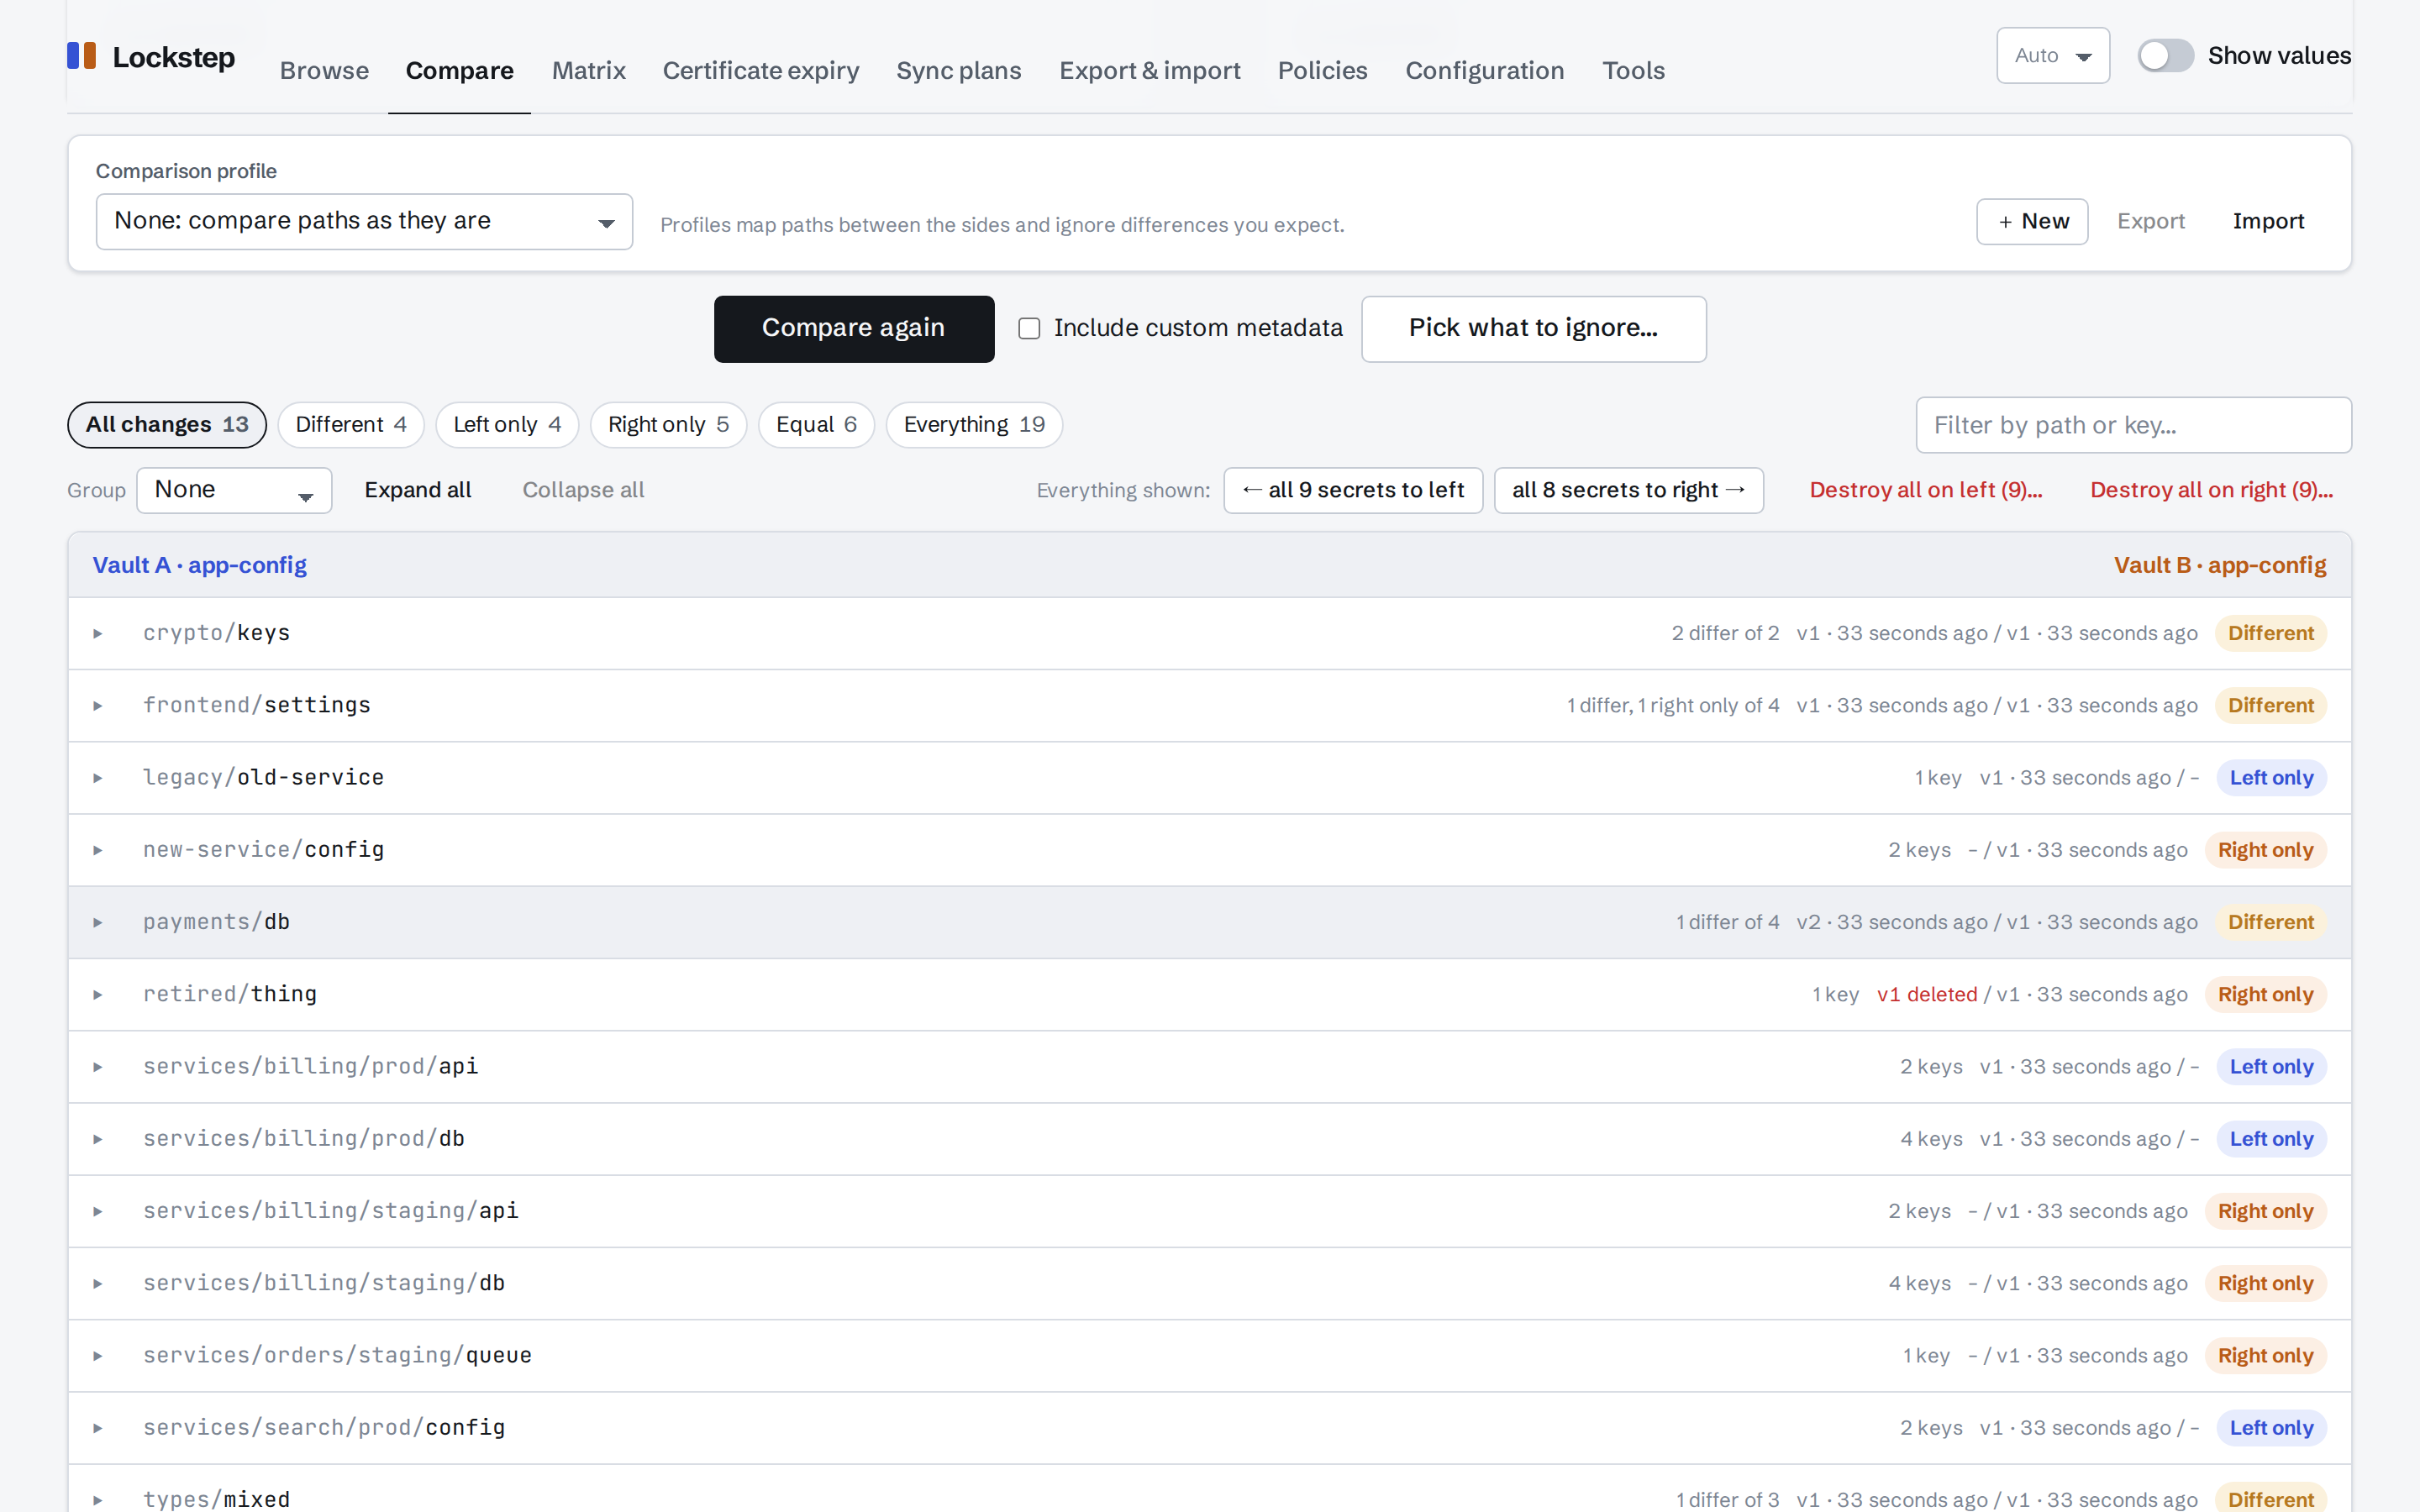 Lockstep Browse Compare Matrix Certificate expiry Sync plans Export & import Policies Configuration Tools Auto Show values
Comparison profile
None: compare paths as they are Profiles map paths between the sides and ignore differences you expect. + New Export Import
Compare again Include custom metadata Pick what to ignore...
All changes 13 Different 4 Left only 4 Right only 5 Equal 6 Everything 19 Filter by path or key...
Group None Expand all Collapse all Everything shown: ← all 9 secrets to left all 8 secrets to right → Destroy all on left (9)... Destroy all on right (9)...
Vault A · app-config Vault B · app-config
crypto/keys 2 differ of 2 v1 · 33 seconds ago / v1 · 33 seconds ago Different
frontend/settings 1 differ, 1 right only of 4 v1 · 33 seconds ago / v1 · 33 seconds ago Different
legacy/old-service 1 key v1 · 33 seconds ago / – Left only
new-service/config 2 keys – / v1 · 33 seconds ago Right only
payments/db 1 differ of 4 v2 · 33 seconds ago / v1 · 33 seconds ago Different
retired/thing 1 key v1 deleted / v1 · 33 seconds ago Right only
services/billing/prod/api 2 keys v1 · 33 seconds ago / – Left only
services/billing/prod/db 4 keys v1 · 33 seconds ago / – Left only
services/billing/staging/api 2 keys – / v1 · 33 seconds ago Right only
services/billing/staging/db 4 keys – / v1 · 33 seconds ago Right only
services/orders/staging/queue 1 key – / v1 · 33 seconds ago Right only
services/search/prod/config 2 keys v1 · 33 seconds ago / – Left only
types/mixed 1 differ of 3 v1 · 33 seconds ago / v1 · 33 seconds ago Different